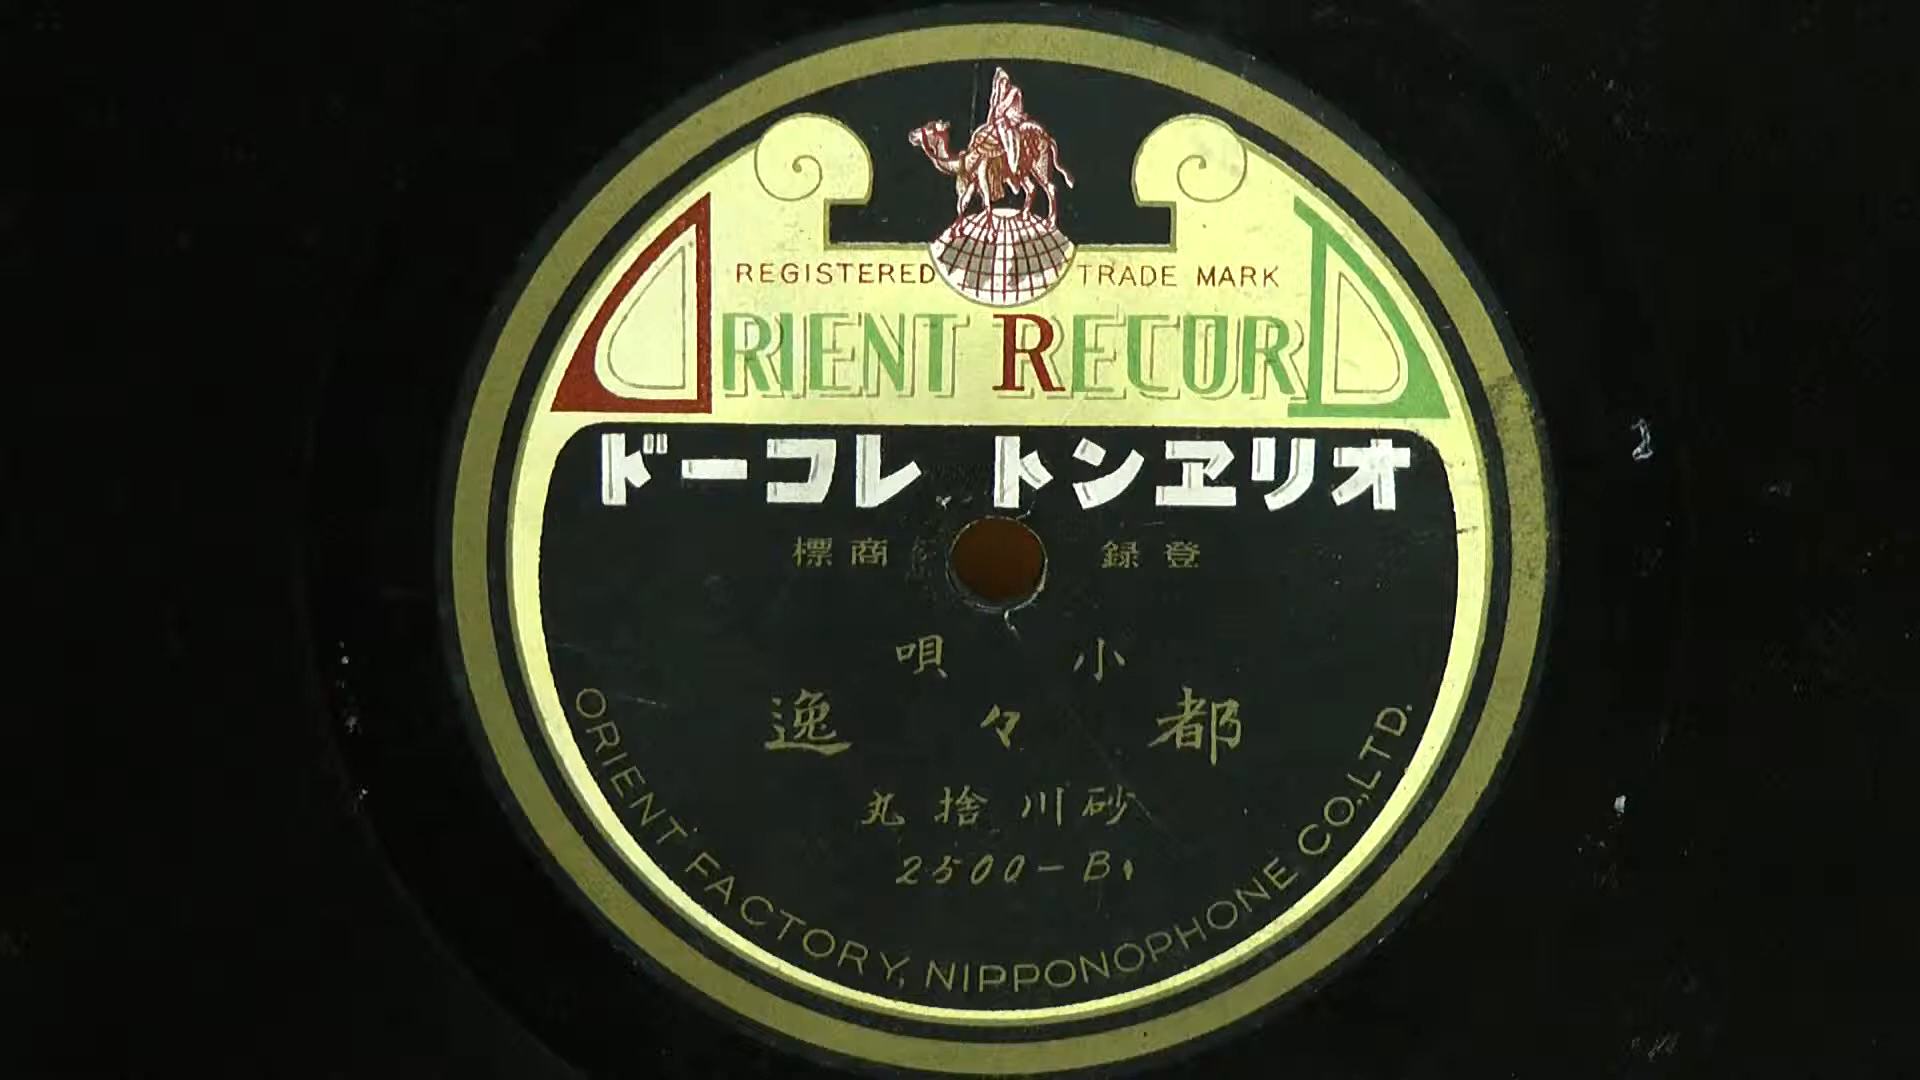 REGISTERED TRADE MARK
ORIENT RECORD
オリヱント レコード
登録 商標
小唄
都々逸
砂川捨丸
2500-B
ORIENT FACTORY, NIPPONOPHONE CO., LTD.